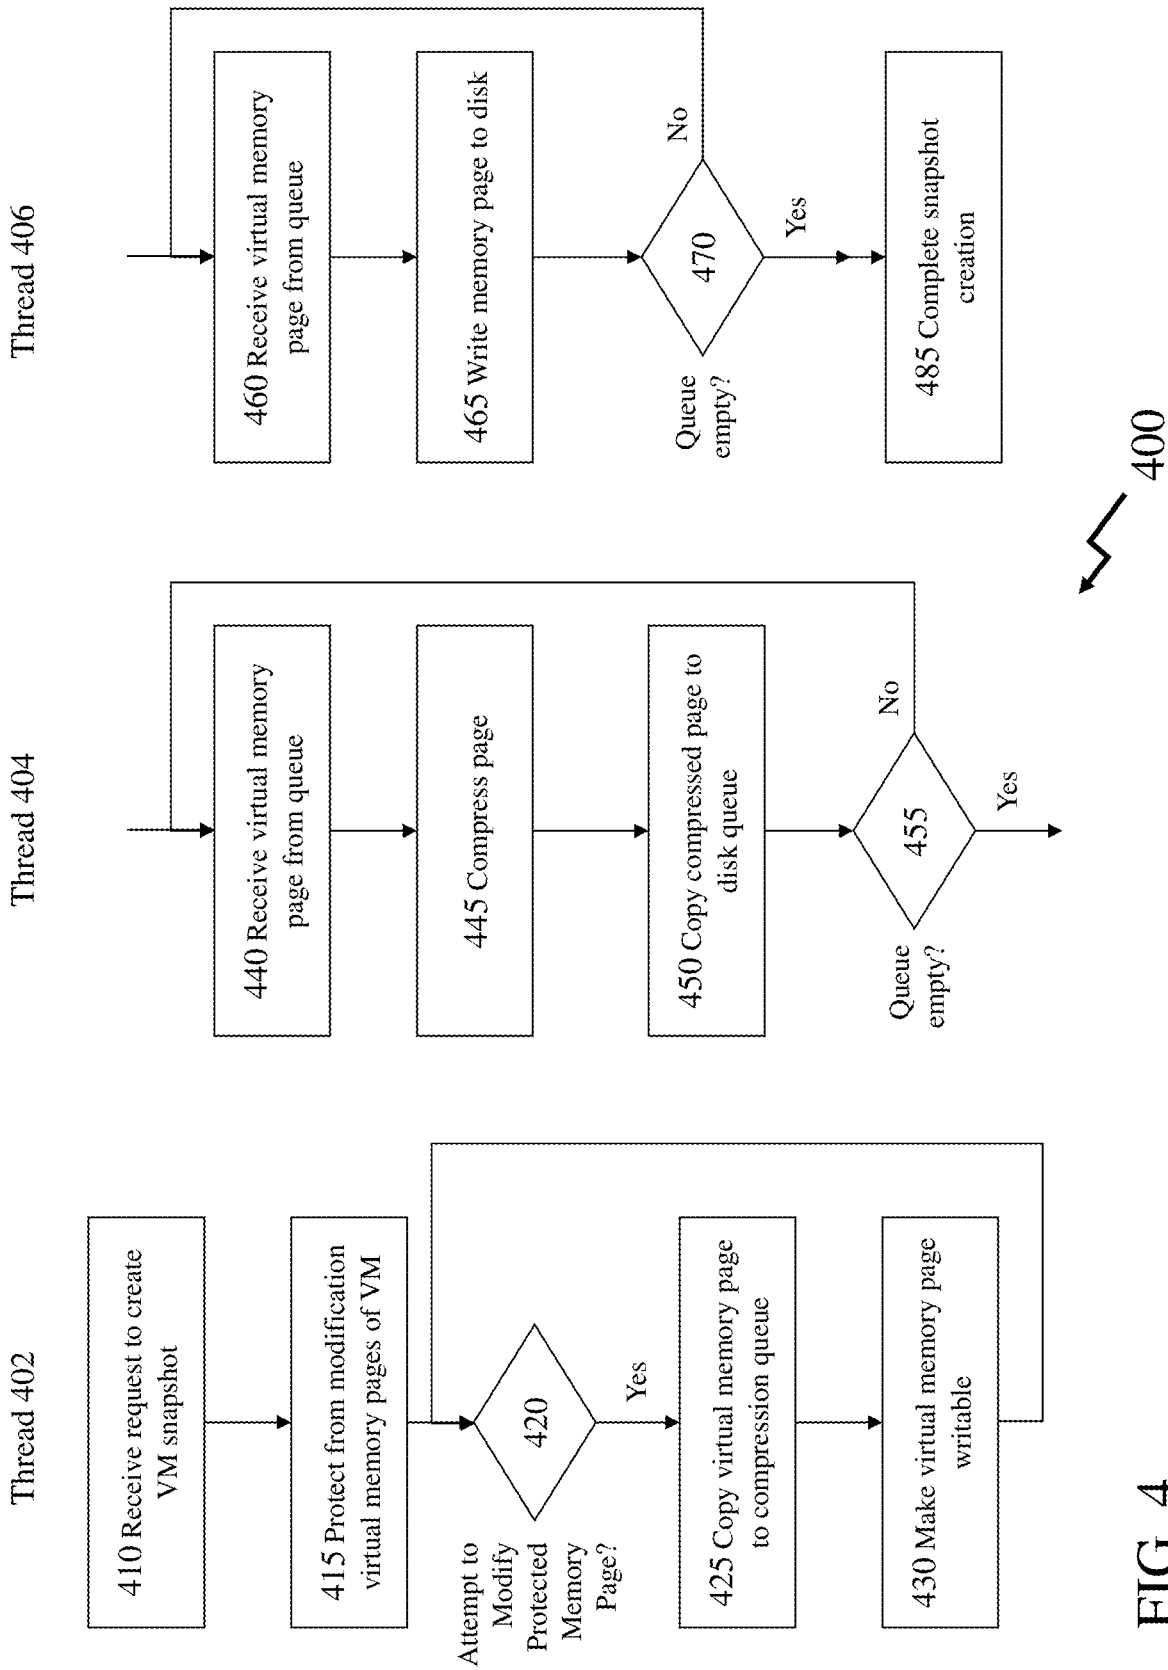 Thread 402
410 Receive request to create
VM snapshot
415 Protect from modification
virtual memory pages of VM
Attempt to
Modify
Protected
Memory
Page?
420
Yes
425 Copy virtual memory page
to compression queue
430 Make virtual memory page
writable
Thread 404
440 Receive virtual memory
page from queue
445 Compress page
450 Copy compressed page to
disk queue
Queue
empty?
455
No
Yes
Thread 406
460 Receive virtual memory
page from queue
465 Write memory page to disk
Queue
empty?
470
No
Yes
485 Complete snapshot
creation
400
FIG. 4